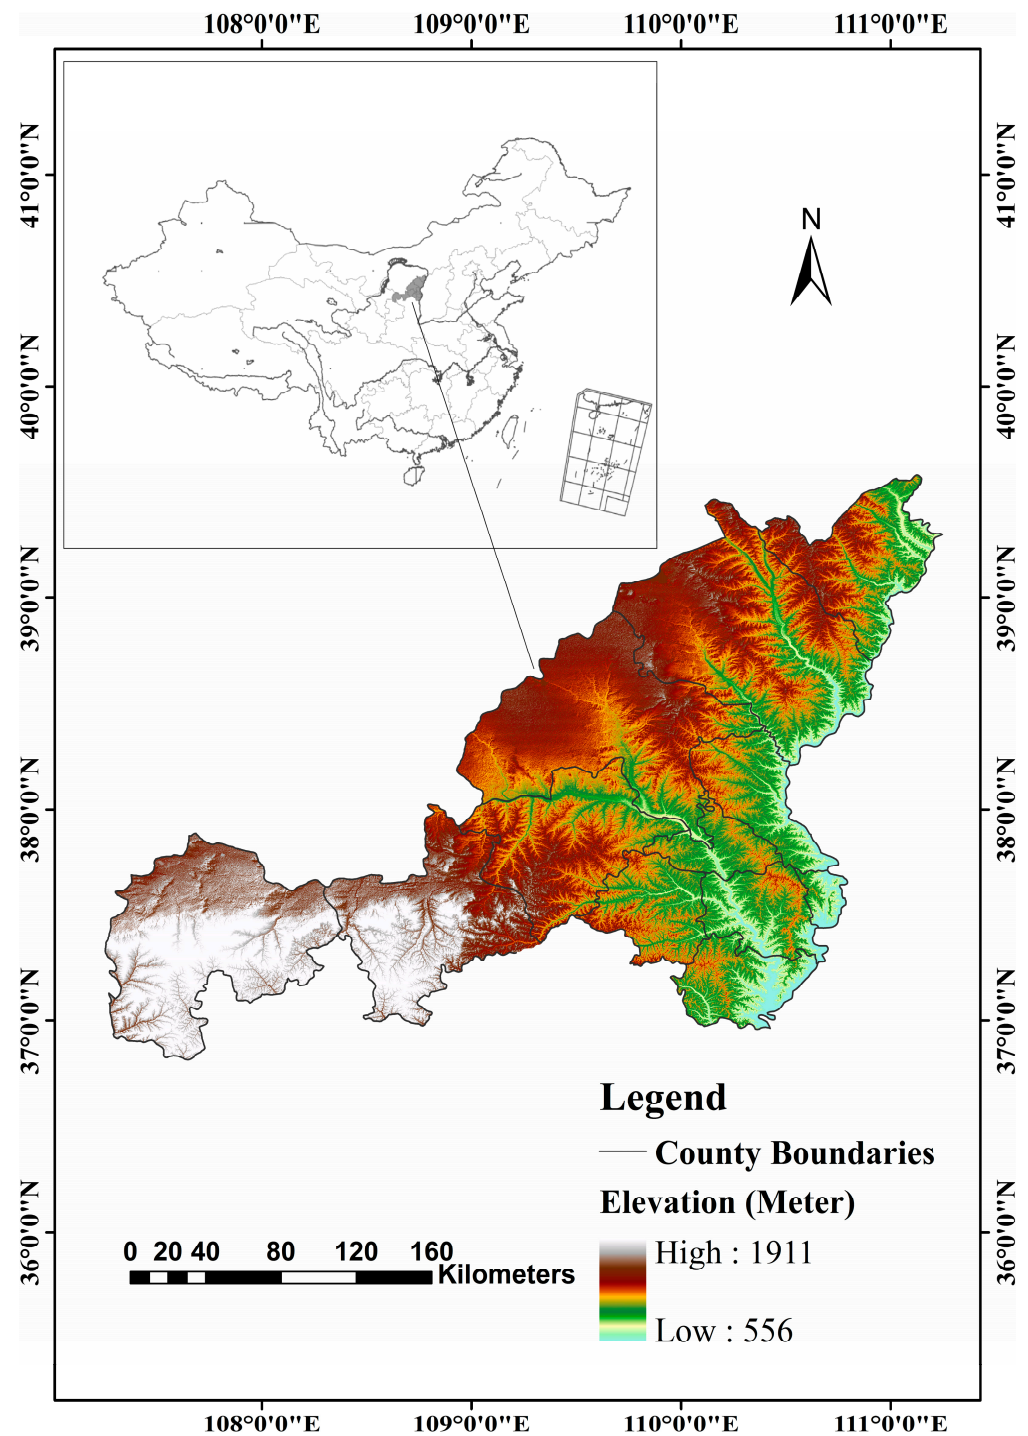 108°0'0"E 109°0'0"E 110°0'0"E 111°0'0"E
41°0'0"N 41°0'0"N
N
40°0'0"N 40°0'0"N
39°0'0"N 39°0'0"N
38°0'0"N 38°0'0"N
37°0'0"N 37°0'0"N
Legend
County Boundaries
Elevation (Meter)
36°0'0"N 36°0'0"N
0 20 40 80 120 160
Kilometers
High : 1911
Low : 556
108°0'0"E 109°0'0"E 110°0'0"E 111°0'0"E